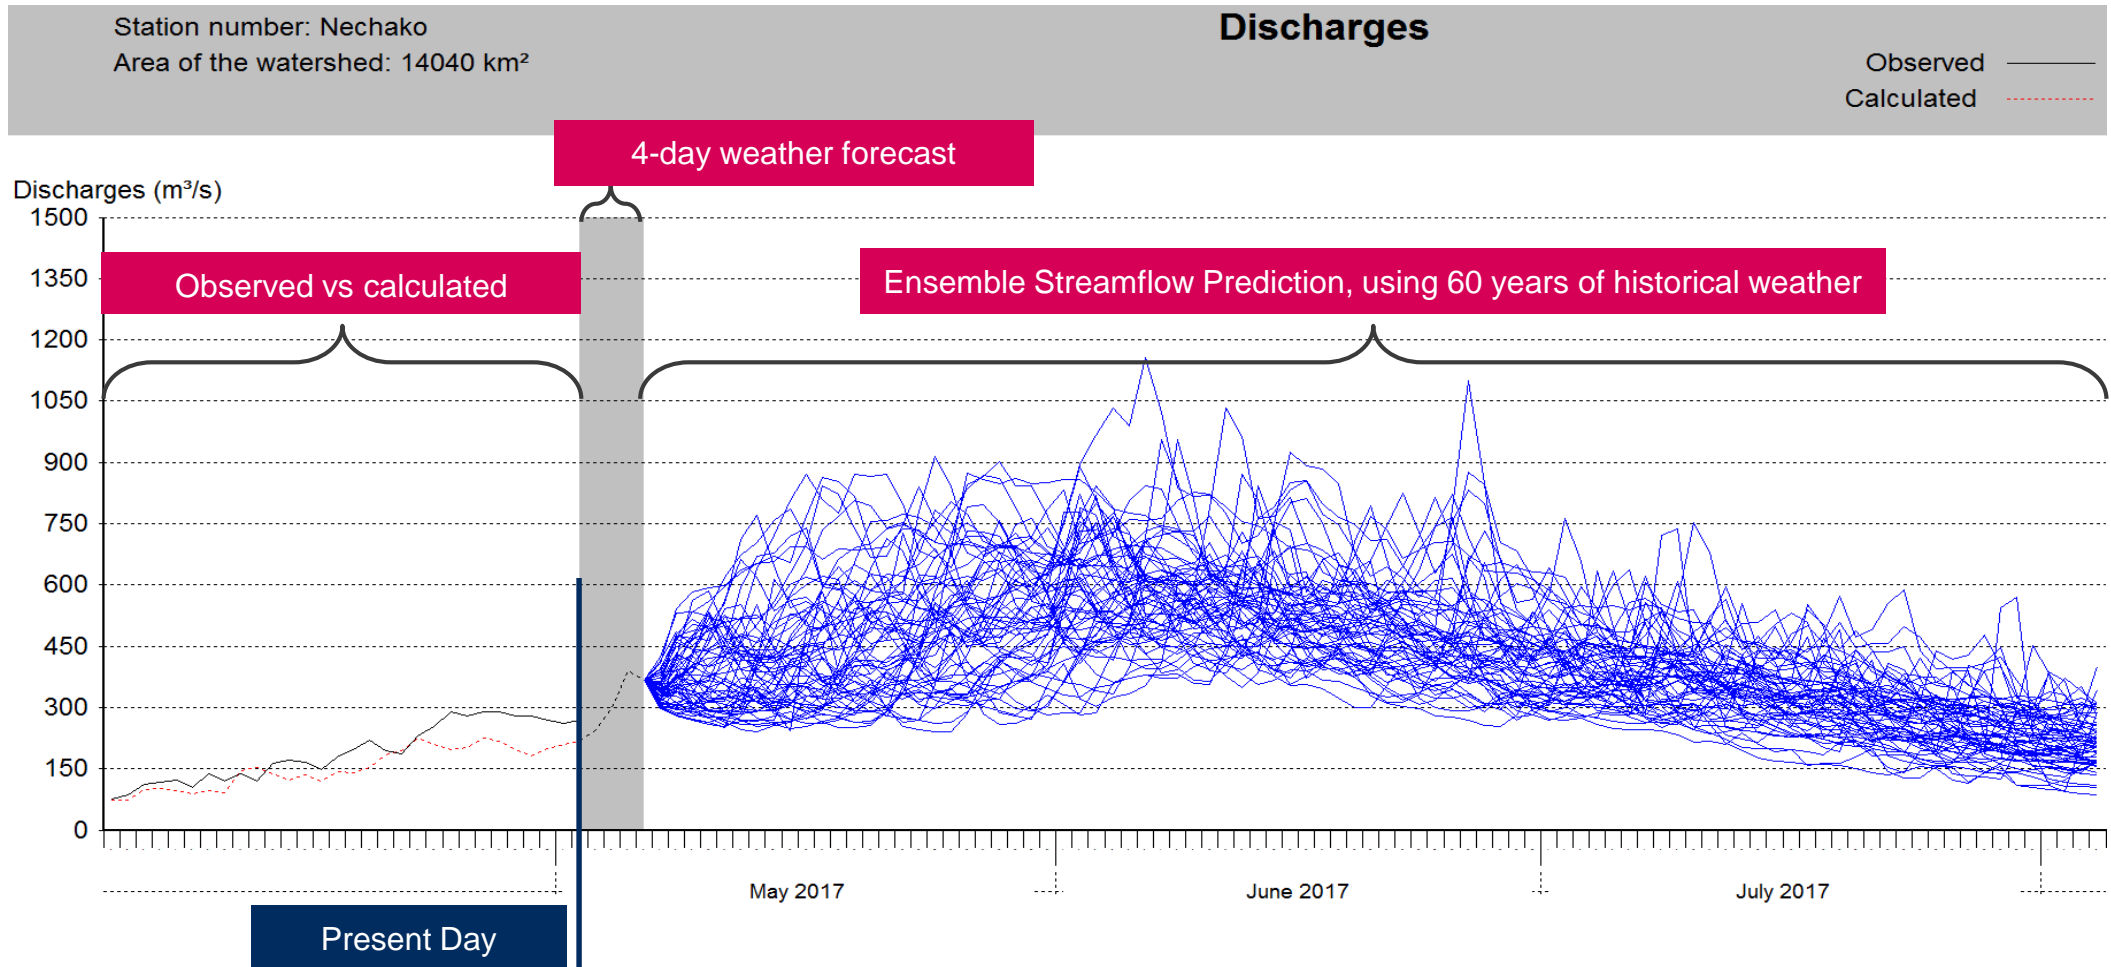 Station number: Nechako
Area of the watershed: 14040 km²
Discharges
Observed
Calculated
4-day weather forecast
Discharges (m³/s)
1500
1350
1200
1050
900
750
600
450
300
150
0
Observed vs calculated
Ensemble Streamflow Prediction, using 60 years of historical weather
May 2017
June 2017
July 2017
Present Day